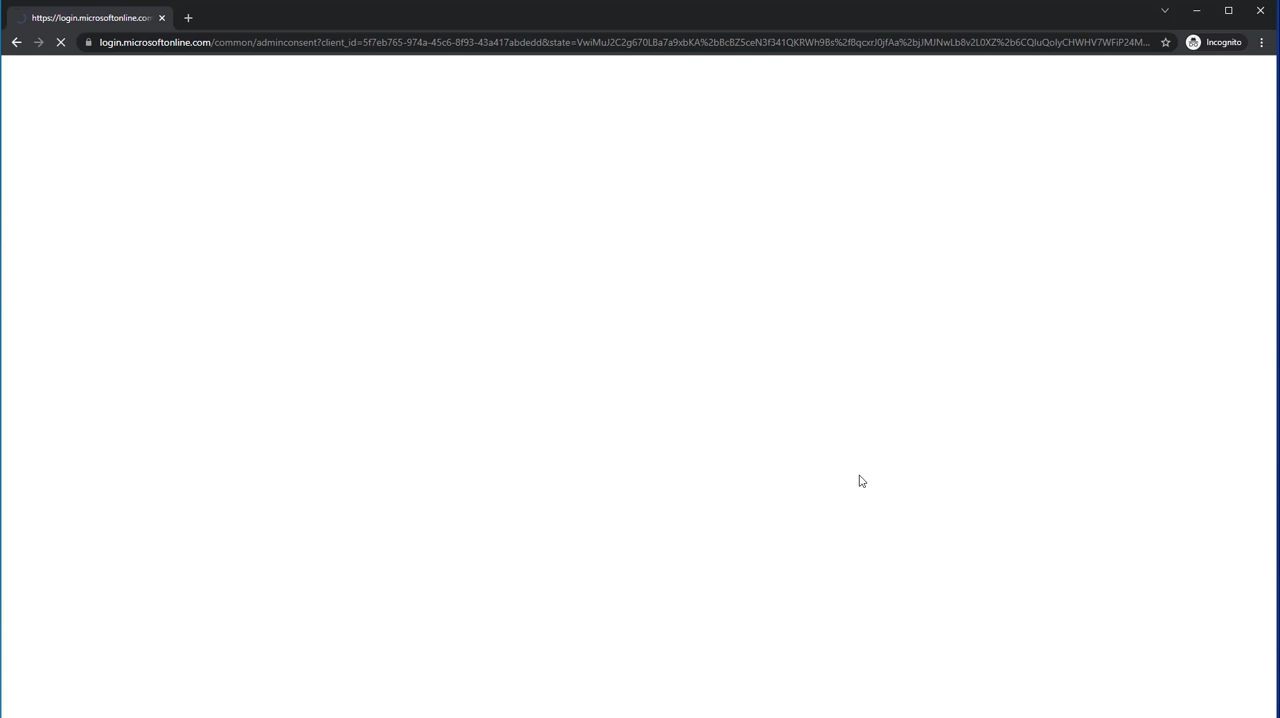 https://login.microsoftonline.com
login.microsoftonline.com/common/adminconsent?client_id=5f7eb765-974a-45c6-8f93-43a417abdedd&state=VwiMuJ2C2g670LBa7a9xbKA%2bBcBZ5ceN3f341QKRWh9Bs%2f8qcxrJ0jfAa%2bjJMJNwLb8v2L0XZ%2b6CQluQolyCHWHV7WFiP24M...
Incognito